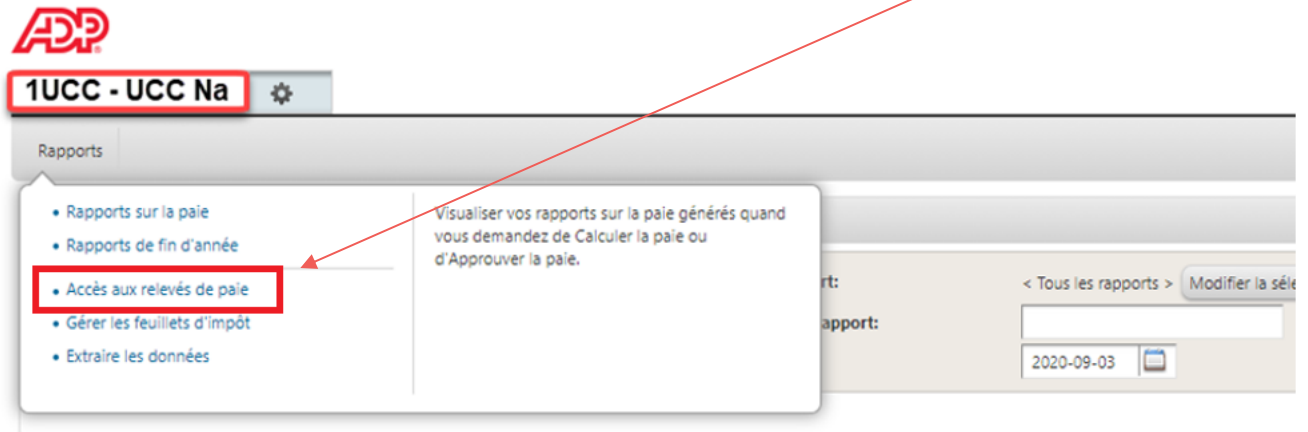 ADP
1UCC - UCC Na
Rapports
• Rapports sur la paie
• Rapports de fin d'année
• Accès aux relevés de paie
• Gérer les feuillets d'impôt
• Extraire les données
Visualiser vos rapports sur la paie générés quand
vous demandez de Calculer la paie ou
d'Approuver la paie.
rt:
< Tous les rapports > Modifier la séle
apport:
2020-09-03